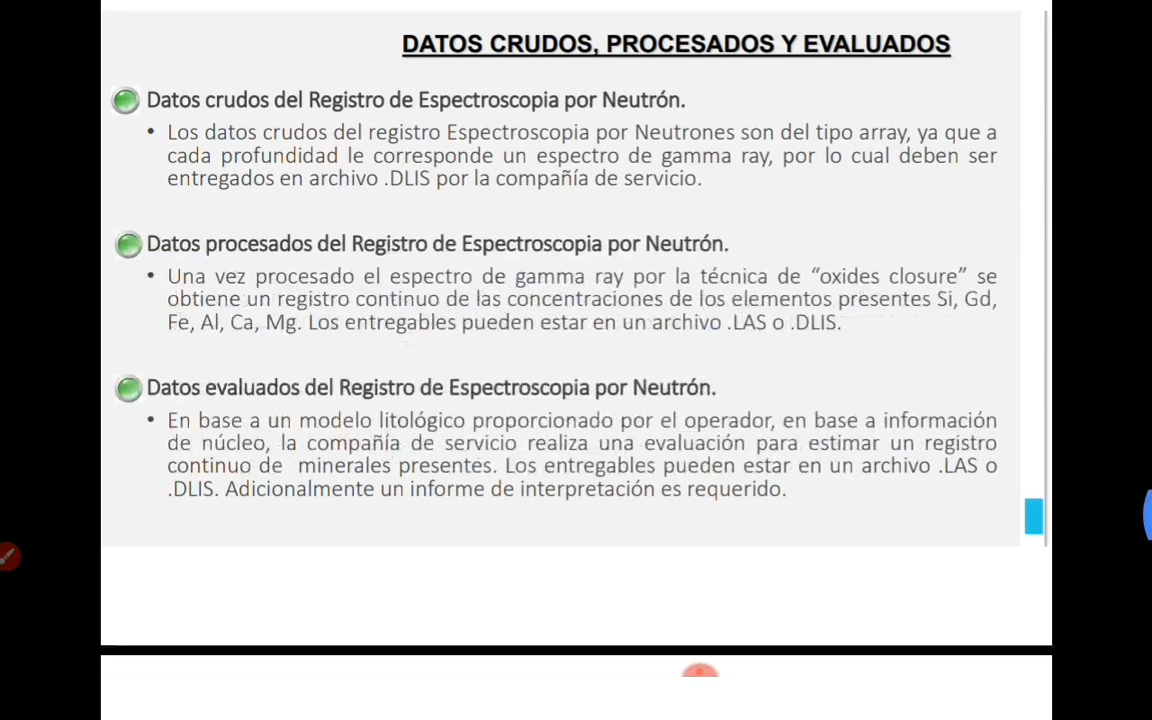 DATOS CRUDOS, PROCESADOS Y EVALUADOS
Datos crudos del Registro de Espectroscopia por Neutrón.
• Los datos crudos del registro Espectroscopia por Neutrones son del tipo array, ya que a
cada profundidad le corresponde un espectro de gamma ray, por lo cual deben ser
entregados en archivo .DLIS por la compañía de servicio.
Datos procesados del Registro de Espectroscopia por Neutrón.
• Una vez procesado el espectro de gamma ray por la técnica de “oxides closure” se
obtiene un registro continuo de las concentraciones de los elementos presentes Si, Gd,
Fe, Al, Ca, Mg. Los entregables pueden estar en un archivo .LAS o .DLIS.
Datos evaluados del Registro de Espectroscopia por Neutrón.
• En base a un modelo litológico proporcionado por el operador, en base a información
de núcleo, la compañía de servicio realiza una evaluación para estimar un registro
continuo de  minerales presentes. Los entregables pueden estar en un archivo .LAS o
.DLIS. Adicionalmente un informe de interpretación es requerido.